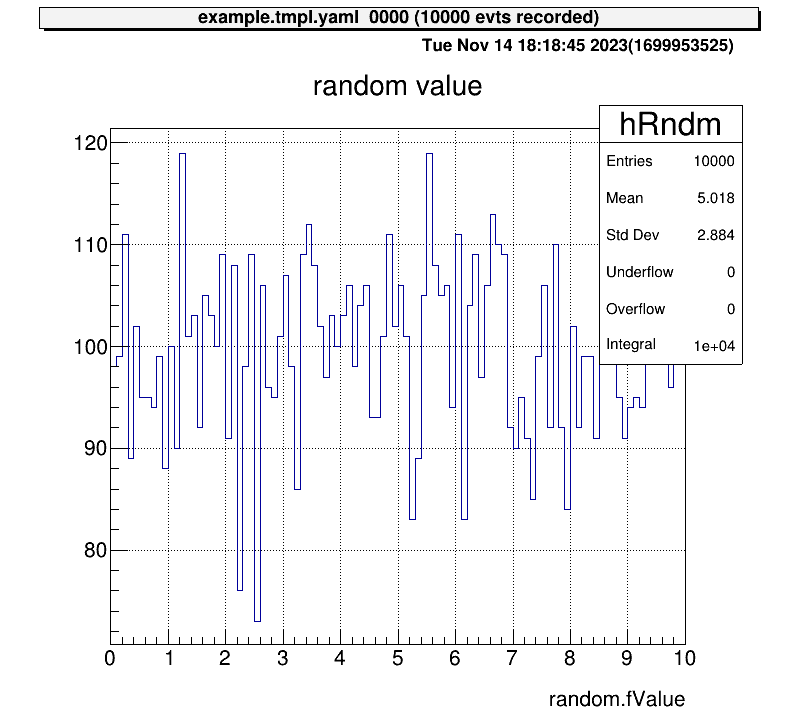 example.tmpl.yaml 0000 (10000 evts recorded)
Tue Nov 14 18:18:45 2023(1699953525)
random value
hRndm
Entries 10000
Mean 5.018
Std Dev 2.884
Underflow 0
Overflow 0
Integral 1e+04
120
110
100
90
80
0 1 2 3 4 5 6 7 8 9 10
random.fValue